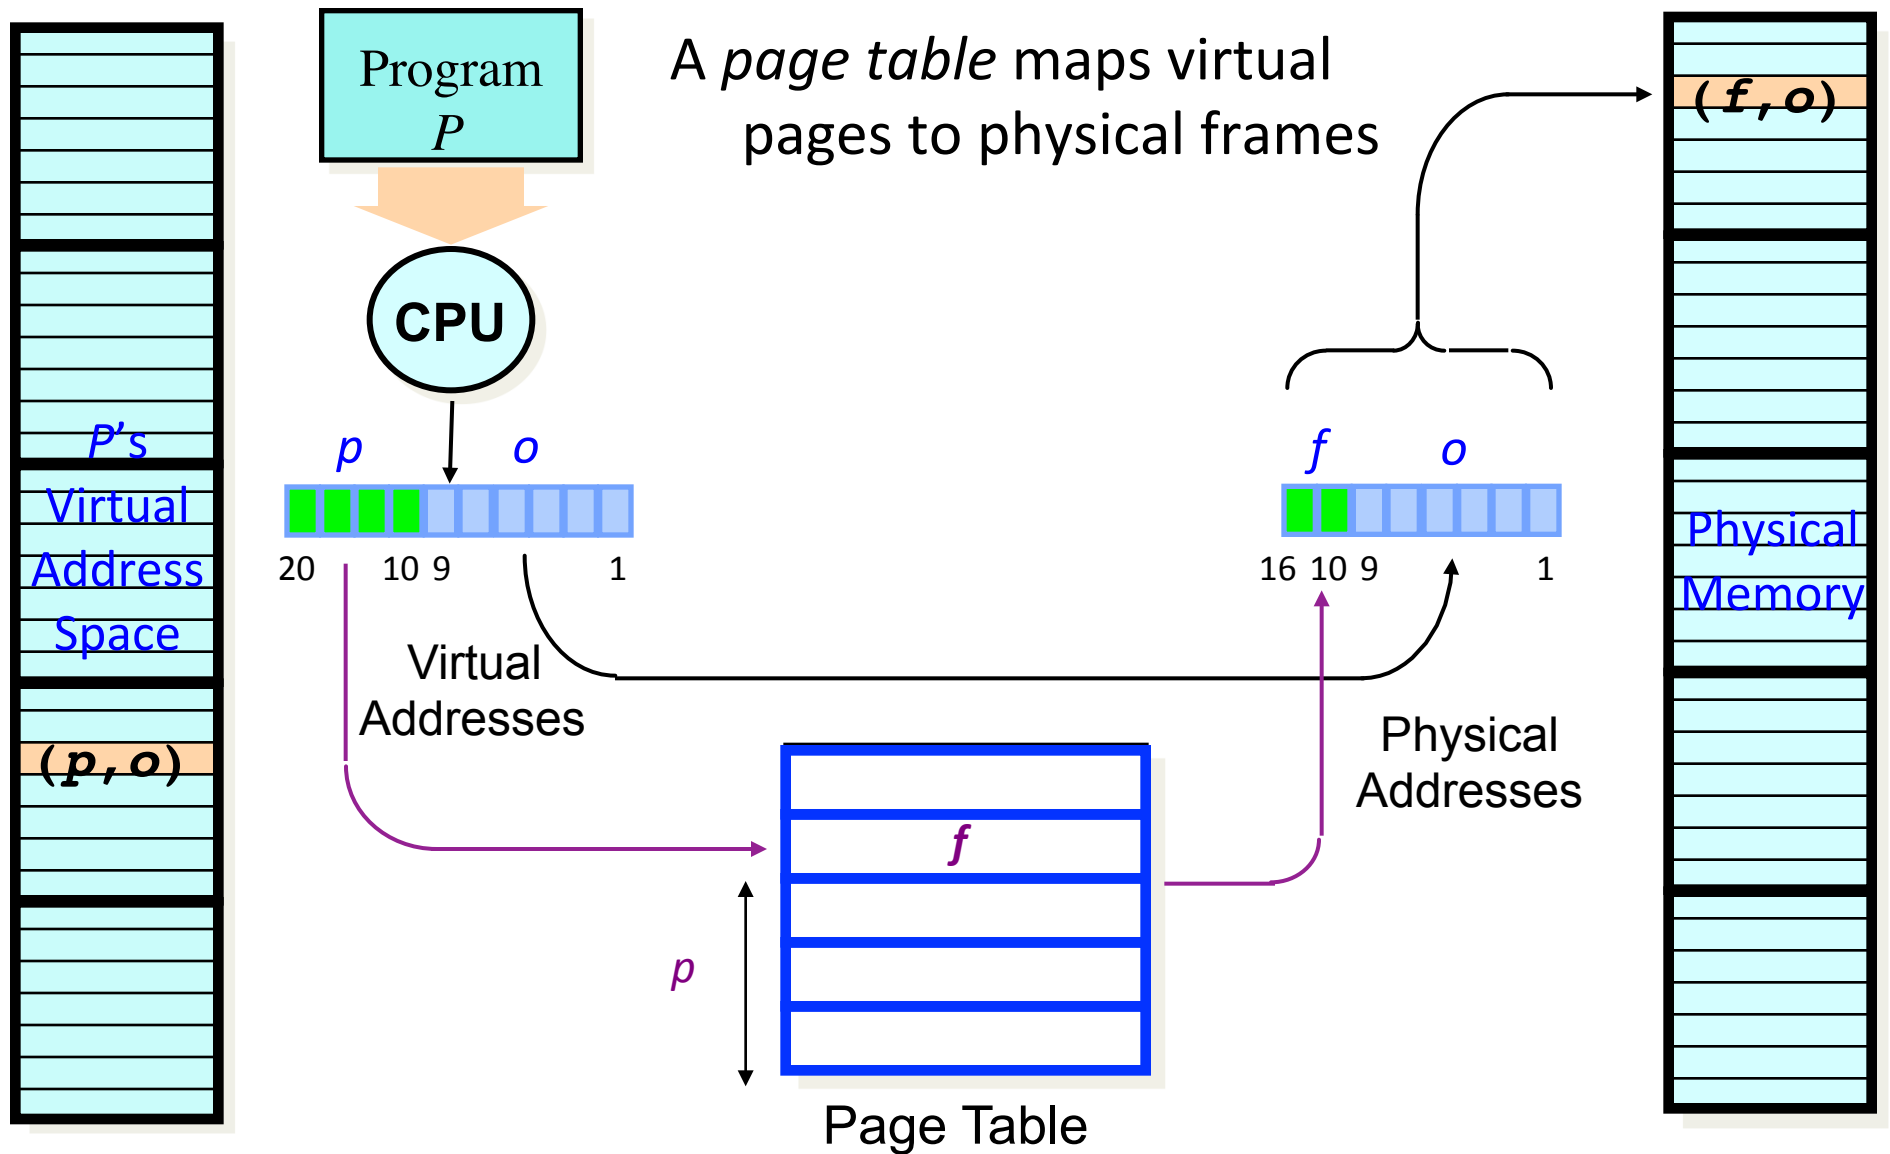 A page table maps virtual
pages to physical frames
Program
P
CPU
p o
20 10 9 1
Virtual
Addresses
P's
Virtual
Address
Space
(p,o)
f
p
Page Table
f o
16 10 9 1
Physical
Addresses
(f,o)
Physical
Memory